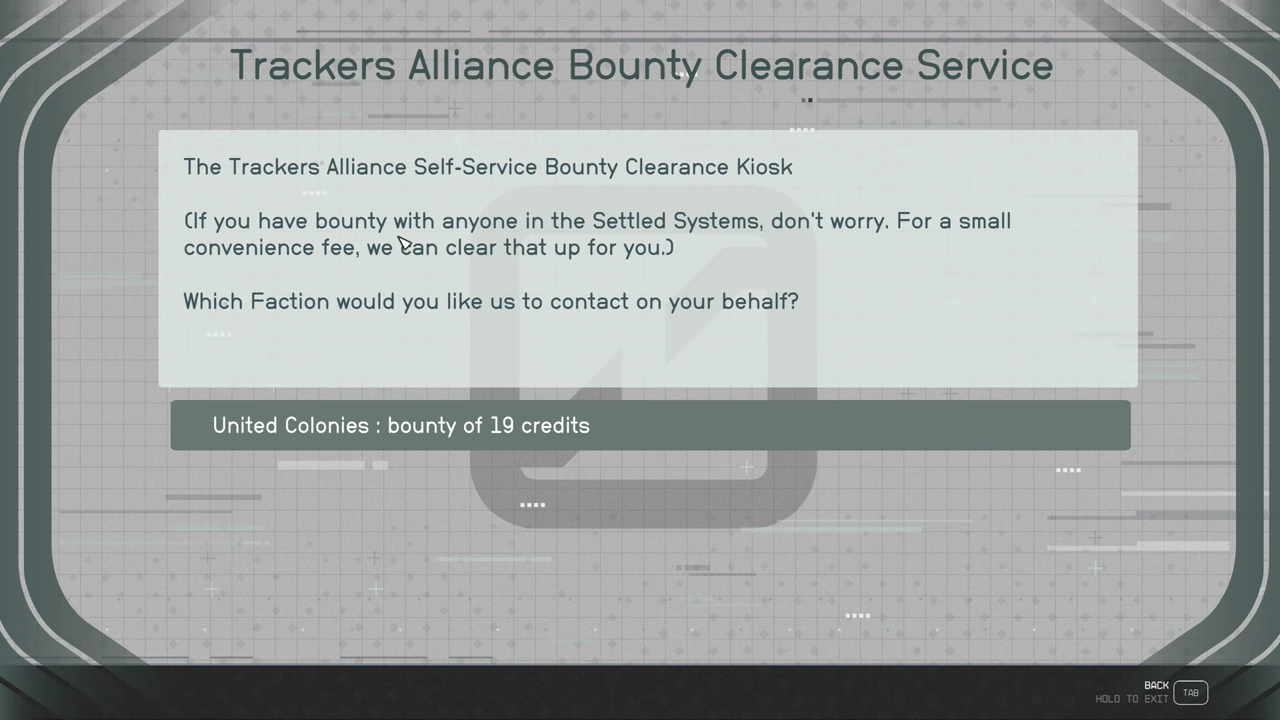 Trackers Alliance Bounty Clearance Service
The Trackers Alliance Self-Service Bounty Clearance Kiosk
(If you have bounty with anyone in the Settled Systems, don't worry. For a small
convenience fee, we can clear that up for you.)
Which Faction would you like us to contact on your behalf?
United Colonies : bounty of 19 credits
BACK
HOLD TO EXIT
TAB